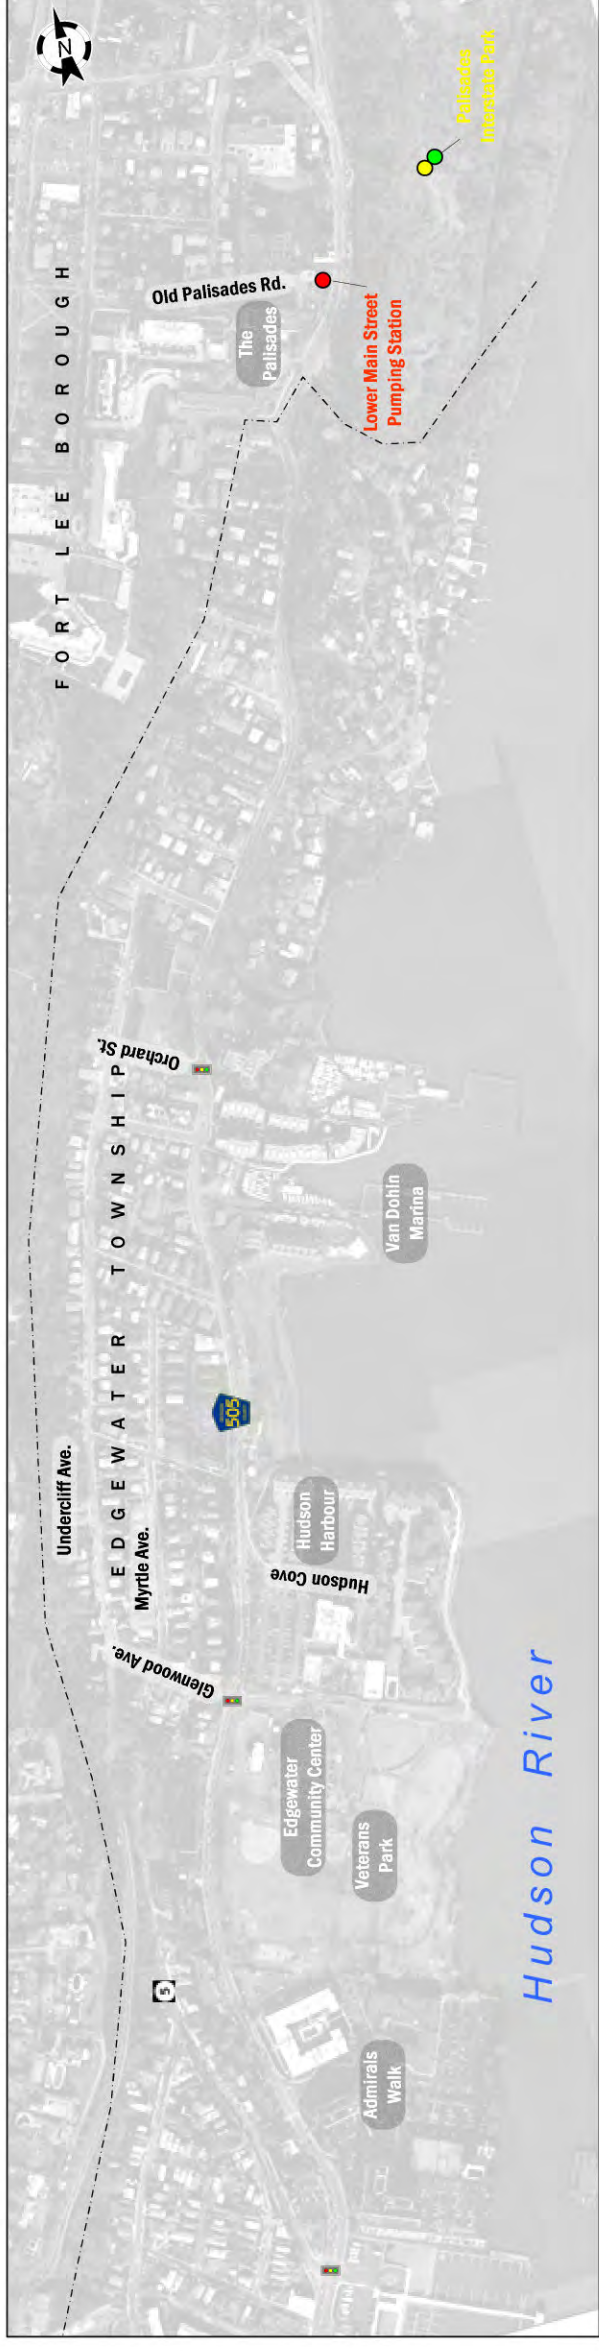 N
FORT LEE BOROUGH
Palisades
Interstate Park
Old Palisades Rd.
The
Palisades
Lower Main Street
Pumping Station
Orchard St.
EDGEWATER TOWNSHIP
Van Dohin
Marina
Undercliff Ave.
Myrtle Ave.
505
Hudson
Harbour
Hudson Cove
Glenwood Ave.
Edgewater
Community Center
Veterans
Park
Hudson River
5
Admirals
Walk